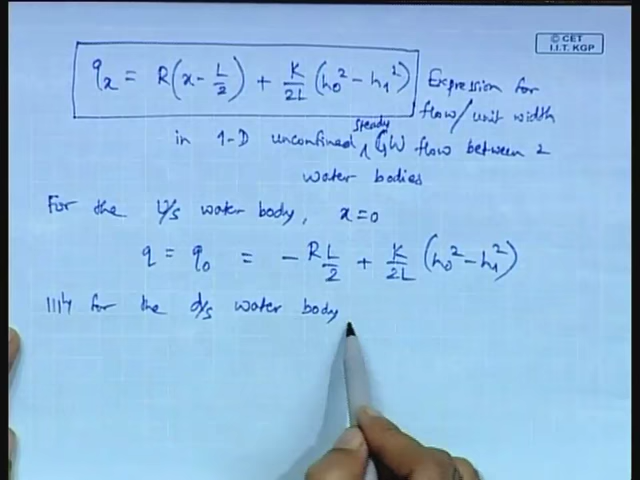 © CET
I.I.T. KGP
q_x = R(x - L/2) + K/2L (h_0^2 - h_1^2) Expression for
flow/unit width
in 1-D unconfined steady GW flow between 2
water bodies
For the U/s water body, x=0
q = q_0 = - R L/2 + K/2L (h_0^2 - h_1^2)
lllly for the d/s water body